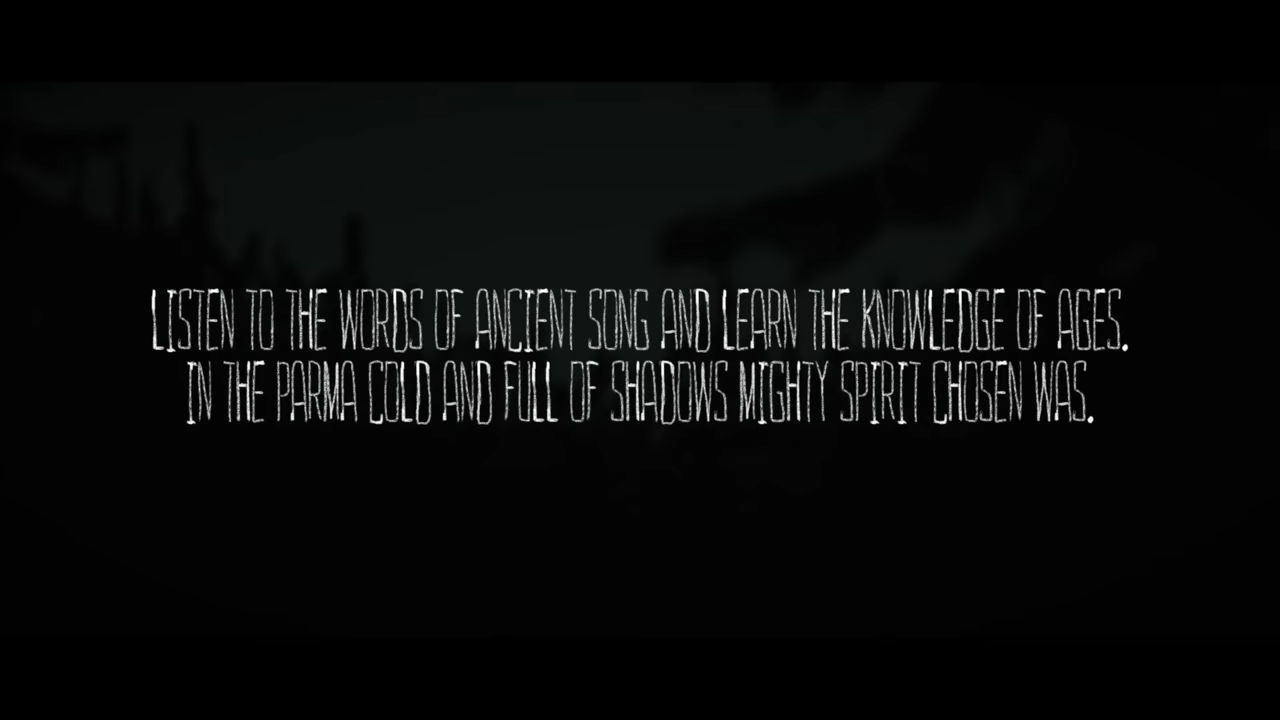 LISTEN TO THE WORDS OF ANCIENT SONG AND LEARN THE KNOWLEDGE OF AGES.
IN THE PARMA COLD AND FULL OF SHADOWS MIGHTY SPIRIT CHOSEN WAS.